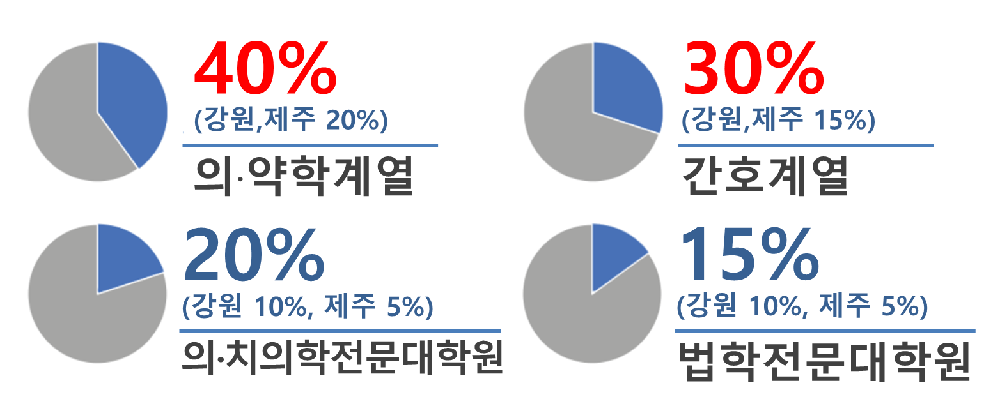 40%
(강원,제주 20%)
의·약학계열
30%
(강원,제주 15%)
간호계열
20%
(강원 10%, 제주 5%)
의·치의학전문대학원
15%
(강원 10%, 제주 5%)
법학전문대학원